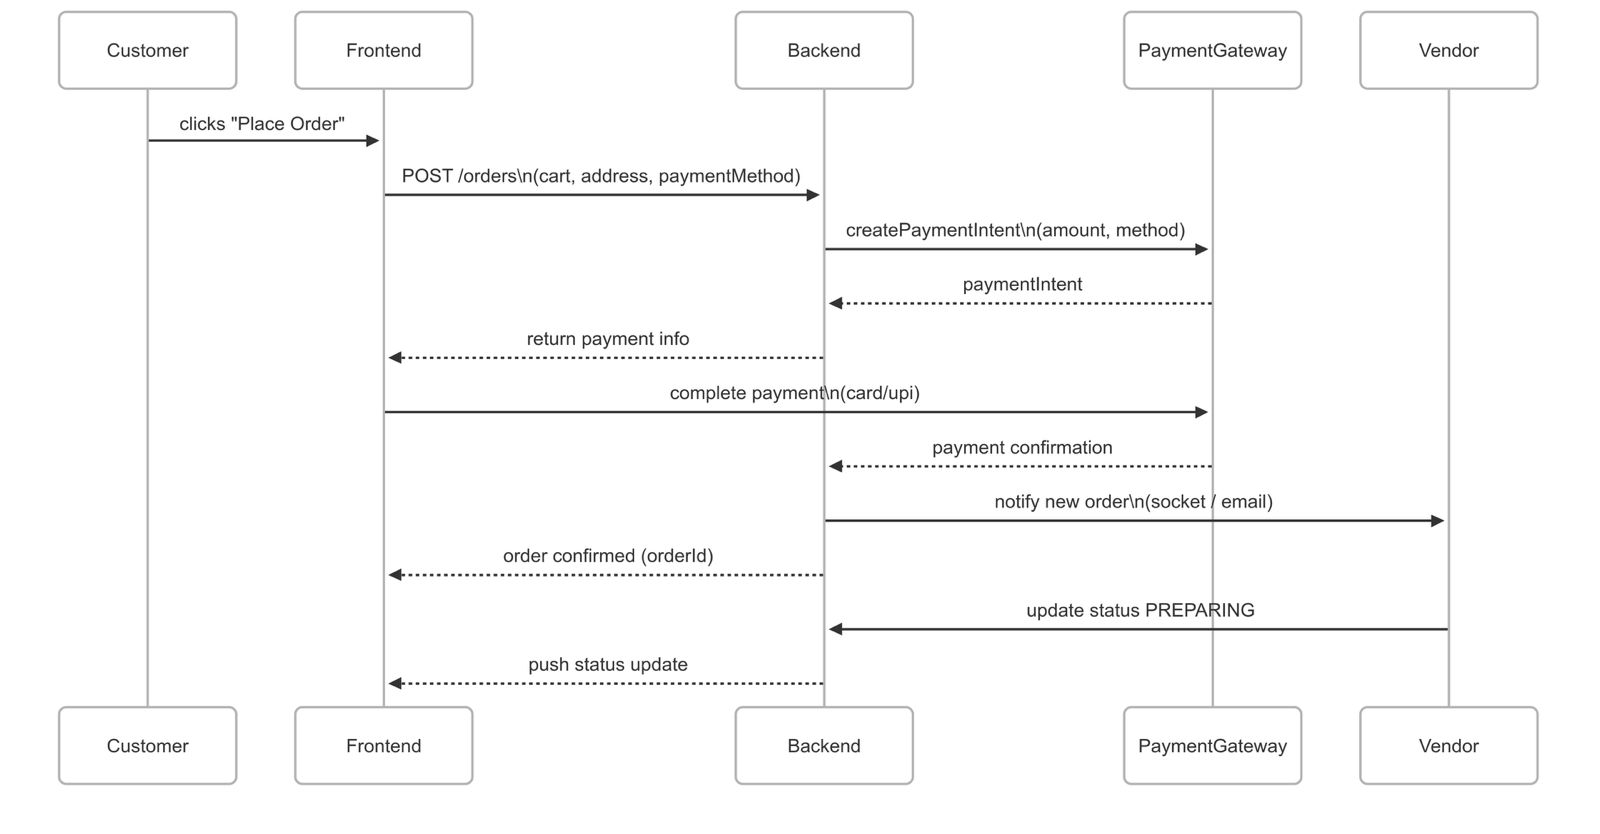 Customer
Frontend
Backend
PaymentGateway
Vendor
clicks "Place Order"
POST /orders\n(cart, address, paymentMethod)
createPaymentIntent\n(amount, method)
paymentIntent
return payment info
complete payment\n(card/upi)
payment confirmation
notify new order\n(socket / email)
order confirmed (orderId)
update status PREPARING
push status update
Customer
Frontend
Backend
PaymentGateway
Vendor